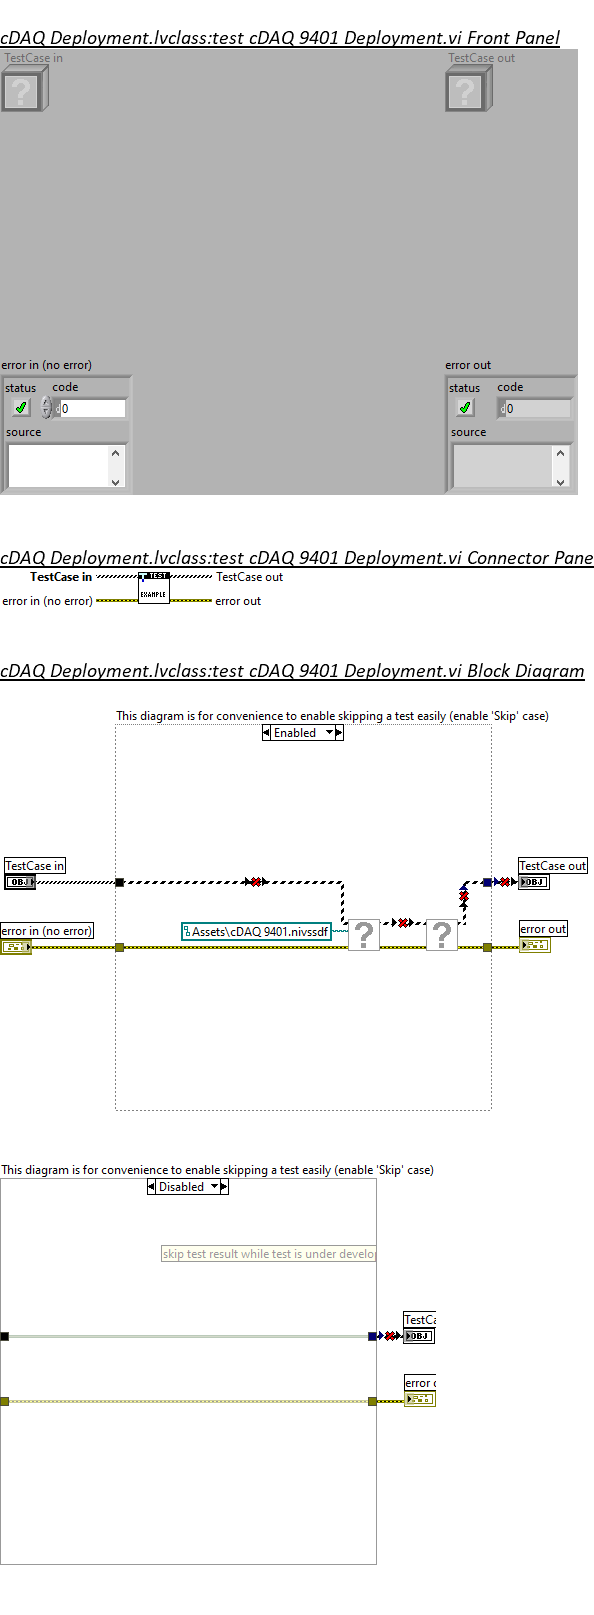 cDAQ Deployment.lvclass:test cDAQ 9401 Deployment.vi Front Panel
TestCase in
TestCase out
?
?
error in (no error)
error out
status
code
status
code
d
0
d
0
source
source
cDAQ Deployment.lvclass:test cDAQ 9401 Deployment.vi Connector Pane
TestCase in
TEST
TestCase out
error in (no error)
EXAMPLE
error out
cDAQ Deployment.lvclass:test cDAQ 9401 Deployment.vi Block Diagram
This diagram is for convenience to enable skipping a test easily (enable 'Skip' case)
Enabled
TestCase in
TestCase out
OBJ
OBJ
error in (no error)
Assets\cDAQ 9401.nivssdf
?
?
error out
This diagram is for convenience to enable skipping a test easily (enable 'Skip' case)
Disabled
skip test result while test is under develo
TestCa
OBJ
error o